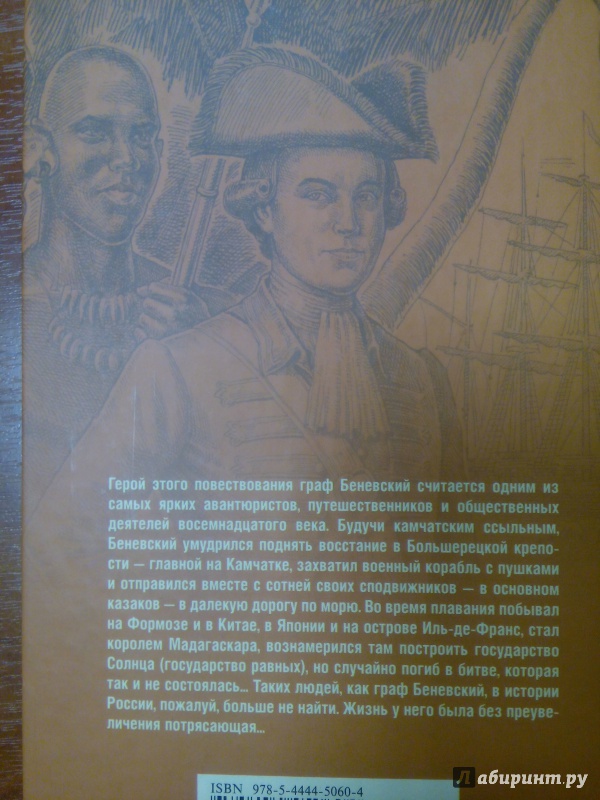 Герой этого повествования граф Беневский считается одним из
самых ярких авантюристов, путешественников и общественных
деятелей восемнадцатого века. Будучи камчатским ссыльным,
Беневский умудрился поднять восстание в Большерецкой крепо-
сти – главной на Камчатке, захватил военный корабль с пушками
и отправился вместе с сотней своих сподвижников – в основном
казаков – в далекую дорогу по морю. Во время плавания побывал
на Формозе и в Китае, в Японии и на острове Иль-де-Франс, стал
королем Мадагаскара, вознамерился там построить государство
Солнца (государство равных), но случайно погиб в битве, которая
так и не состоялась... Таких людей, как граф Беневский, в истории
России, пожалуй, больше не найти. Жизнь у него была без преуве-
личения потрясающая...
ISBN 978-5-4444-5060-4
Лабиринт.ру